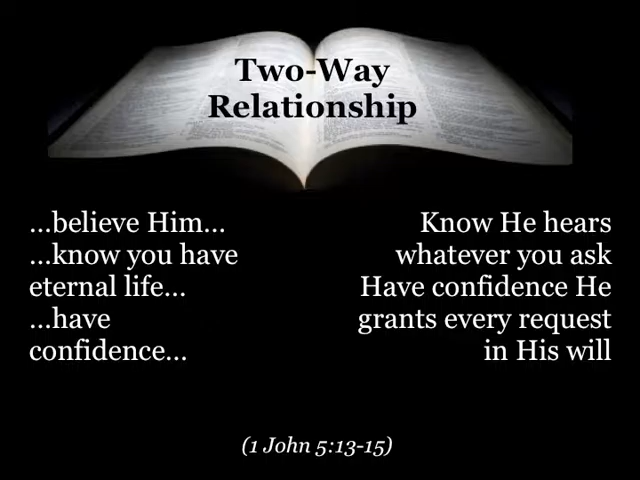 Two-Way
Relationship
...believe Him...
...know you have
eternal life...
...have
confidence...
Know He hears
whatever you ask
Have confidence He
grants every request
in His will
(1 John 5:13-15)